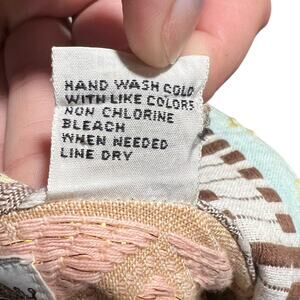 HAND WASH COLD
WITH LIKE COLORS
NON CHLORINE
BLEACH
WHEN NEEDED
LINE DRY